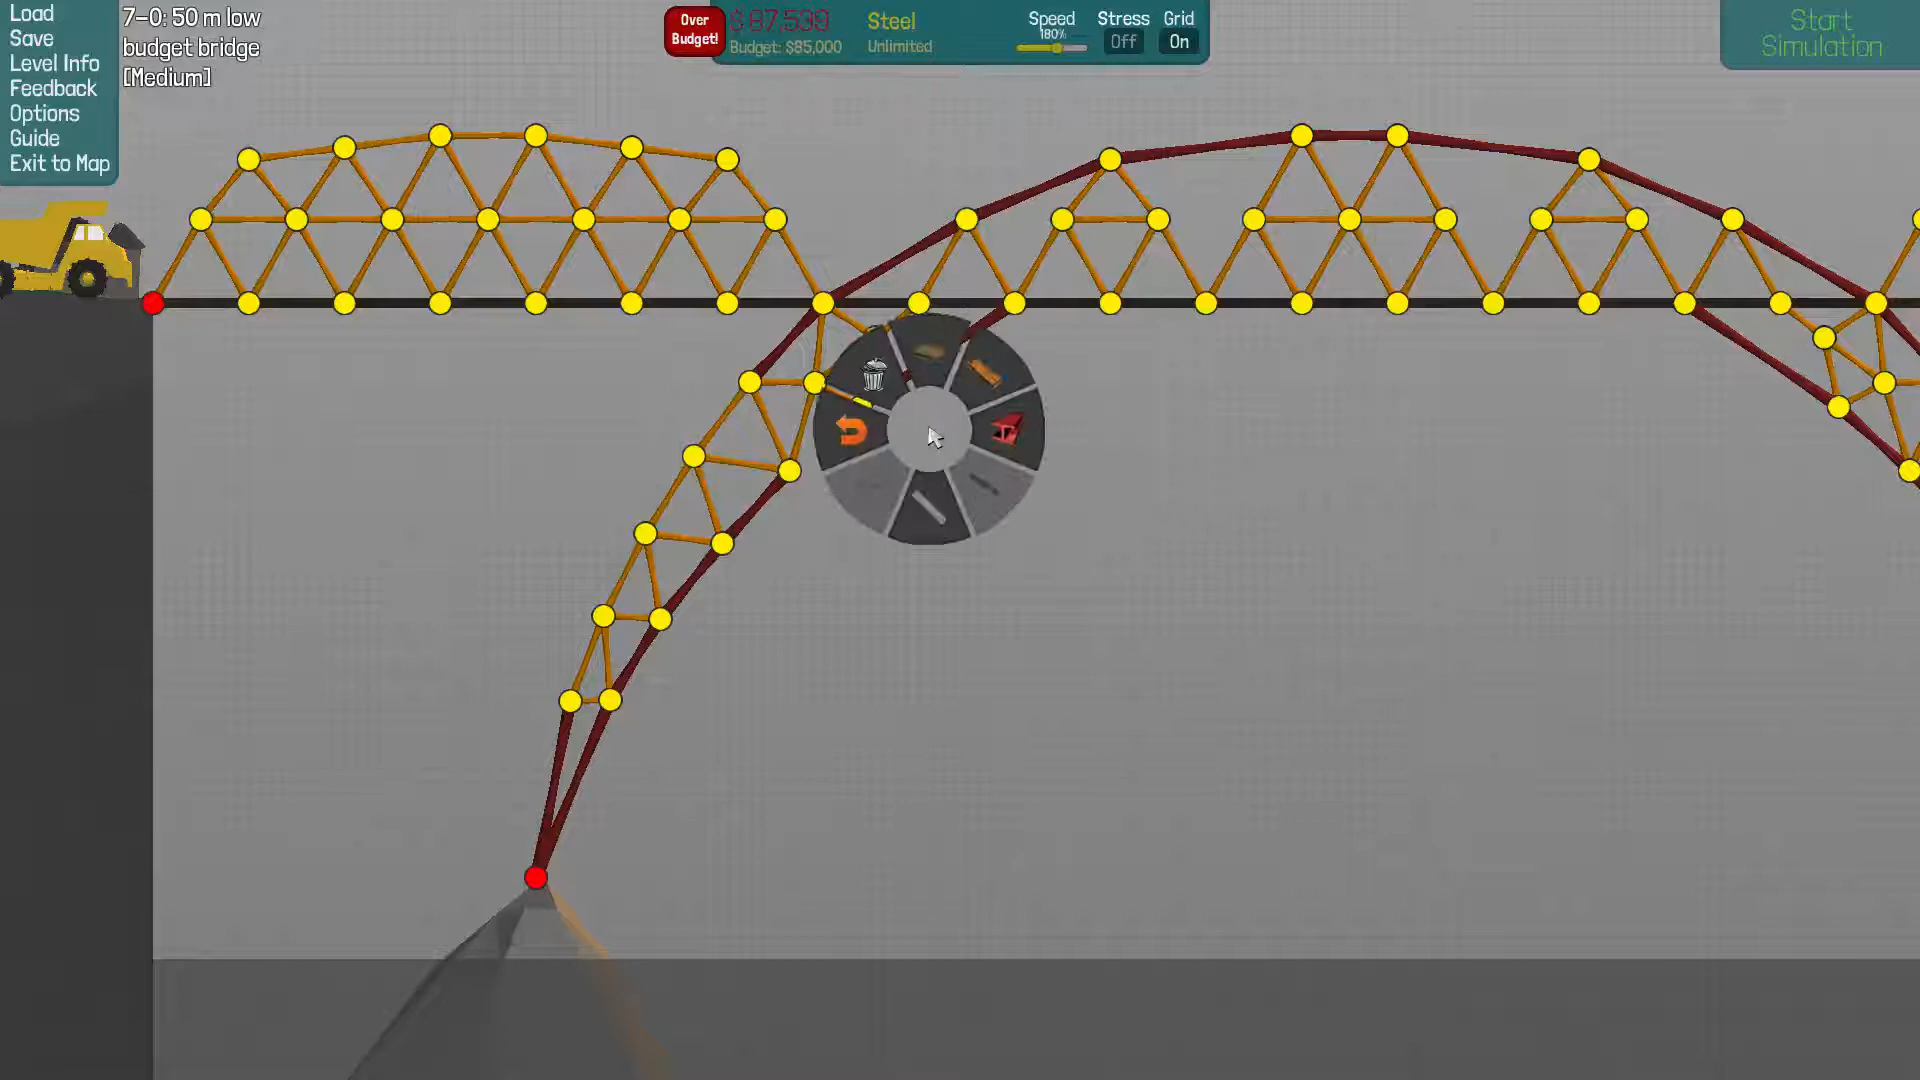 Load
Save
Level Info
Feedback
Options
Guide
Exit to Map
7-0: 50 m low
budget bridge
[Medium]
Over
Budget!
$ 87,539
Budget: $85,000
Steel
Unlimited
Speed
180%
Stress
Off
Grid
On
Start
Simulation